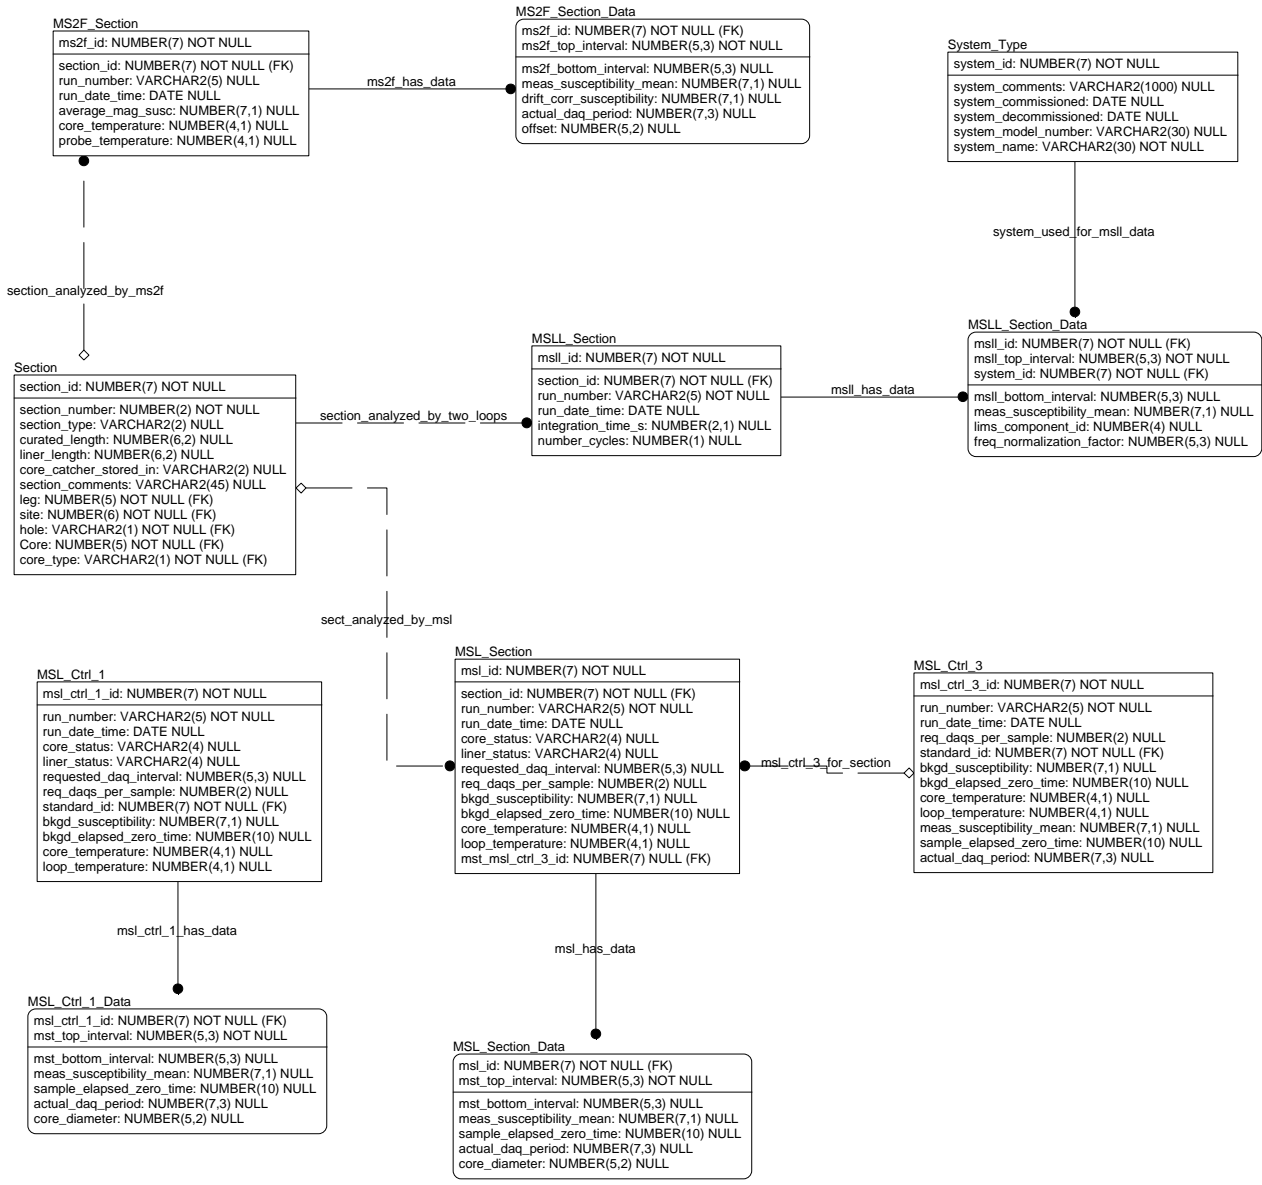 MS2F_Section
ms2f_id: NUMBER(7) NOT NULL
section_id: NUMBER(7) NOT NULL (FK)
run_number: VARCHAR2(5) NULL
run_date_time: DATE NULL
average_mag_susc: NUMBER(7,1) NULL
core_temperature: NUMBER(4,1) NULL
probe_temperature: NUMBER(4,1) NULL
ms2f_has_data
MS2F_Section_Data
ms2f_id: NUMBER(7) NOT NULL (FK)
ms2f_top_interval: NUMBER(5,3) NOT NULL
ms2f_bottom_interval: NUMBER(5,3) NULL
meas_susceptibility_mean: NUMBER(7,1) NULL
drift_corr_susceptibility: NUMBER(7,1) NULL
actual_daq_period: NUMBER(7,3) NULL
offset: NUMBER(5,2) NULL
System_Type
system_id: NUMBER(7) NOT NULL
system_comments: VARCHAR2(1000) NULL
system_commissioned: DATE NULL
system_decommissioned: DATE NULL
system_model_number: VARCHAR2(30) NULL
system_name: VARCHAR2(30) NOT NULL
system_used_for_msll_data
section_analyzed_by_ms2f
Section
section_id: NUMBER(7) NOT NULL
section_number: NUMBER(2) NOT NULL
section_type: VARCHAR2(2) NULL
curated_length: NUMBER(6,2) NULL
liner_length: NUMBER(6,2) NULL
core_catcher_stored_in: VARCHAR2(2) NULL
section_comments: VARCHAR2(45) NULL
leg: NUMBER(5) NOT NULL (FK)
site: NUMBER(6) NOT NULL (FK)
hole: VARCHAR2(1) NOT NULL (FK)
Core: NUMBER(5) NOT NULL (FK)
core_type: VARCHAR2(1) NOT NULL (FK)
section_analyzed_by_two_loops
MSLL_Section
msll_id: NUMBER(7) NOT NULL
section_id: NUMBER(7) NOT NULL (FK)
run_number: VARCHAR2(5) NOT NULL
run_date_time: DATE NULL
integration_time_s: NUMBER(2,1) NULL
number_cycles: NUMBER(1) NULL
msll_has_data
MSLL_Section_Data
msll_id: NUMBER(7) NOT NULL (FK)
msll_top_interval: NUMBER(5,3) NOT NULL
system_id: NUMBER(7) NOT NULL (FK)
msll_bottom_interval: NUMBER(5,3) NULL
meas_susceptibility_mean: NUMBER(7,1) NULL
lims_component_id: NUMBER(4) NULL
freq_normalization_factor: NUMBER(5,3) NULL
sect_analyzed_by_msl
MSL_Ctrl_1
msl_ctrl_1_id: NUMBER(7) NOT NULL
run_number: VARCHAR2(5) NOT NULL
run_date_time: DATE NULL
core_status: VARCHAR2(4) NULL
liner_status: VARCHAR2(4) NULL
requested_daq_interval: NUMBER(5,3) NULL
req_daqs_per_sample: NUMBER(2) NULL
standard_id: NUMBER(7) NOT NULL (FK)
bkgd_susceptibility: NUMBER(7,1) NULL
bkgd_elapsed_zero_time: NUMBER(10) NULL
core_temperature: NUMBER(4,1) NULL
loop_temperature: NUMBER(4,1) NULL
msl_ctrl_1_has_data
MSL_Section
msl_id: NUMBER(7) NOT NULL
section_id: NUMBER(7) NOT NULL (FK)
run_number: VARCHAR2(5) NOT NULL
run_date_time: DATE NULL
core_status: VARCHAR2(4) NULL
liner_status: VARCHAR2(4) NULL
requested_daq_interval: NUMBER(5,3) NULL
req_daqs_per_sample: NUMBER(2) NULL
bkgd_susceptibility: NUMBER(7,1) NULL
bkgd_elapsed_zero_time: NUMBER(10) NULL
core_temperature: NUMBER(4,1) NULL
loop_temperature: NUMBER(4,1) NULL
mst_msl_ctrl_3_id: NUMBER(7) NULL (FK)
msl_ctrl_3_for_section
MSL_Ctrl_3
msl_ctrl_3_id: NUMBER(7) NOT NULL
run_number: VARCHAR2(5) NOT NULL
run_date_time: DATE NULL
req_daqs_per_sample: NUMBER(2) NULL
standard_id: NUMBER(7) NOT NULL (FK)
bkgd_susceptibility: NUMBER(7,1) NULL
bkgd_elapsed_zero_time: NUMBER(10) NULL
core_temperature: NUMBER(4,1) NULL
loop_temperature: NUMBER(4,1) NULL
meas_susceptibility_mean: NUMBER(7,1) NULL
sample_elapsed_zero_time: NUMBER(10) NULL
actual_daq_period: NUMBER(7,3) NULL
msl_has_data
MSL_Ctrl_1_Data
msl_ctrl_1_id: NUMBER(7) NOT NULL (FK)
mst_top_interval: NUMBER(5,3) NOT NULL
mst_bottom_interval: NUMBER(5,3) NULL
meas_susceptibility_mean: NUMBER(7,1) NULL
sample_elapsed_zero_time: NUMBER(10) NULL
actual_daq_period: NUMBER(7,3) NULL
core_diameter: NUMBER(5,2) NULL
MSL_Section_Data
msl_id: NUMBER(7) NOT NULL (FK)
mst_top_interval: NUMBER(5,3) NOT NULL
mst_bottom_interval: NUMBER(5,3) NULL
meas_susceptibility_mean: NUMBER(7,1) NULL
sample_elapsed_zero_time: NUMBER(10) NULL
actual_daq_period: NUMBER(7,3) NULL
core_diameter: NUMBER(5,2) NULL